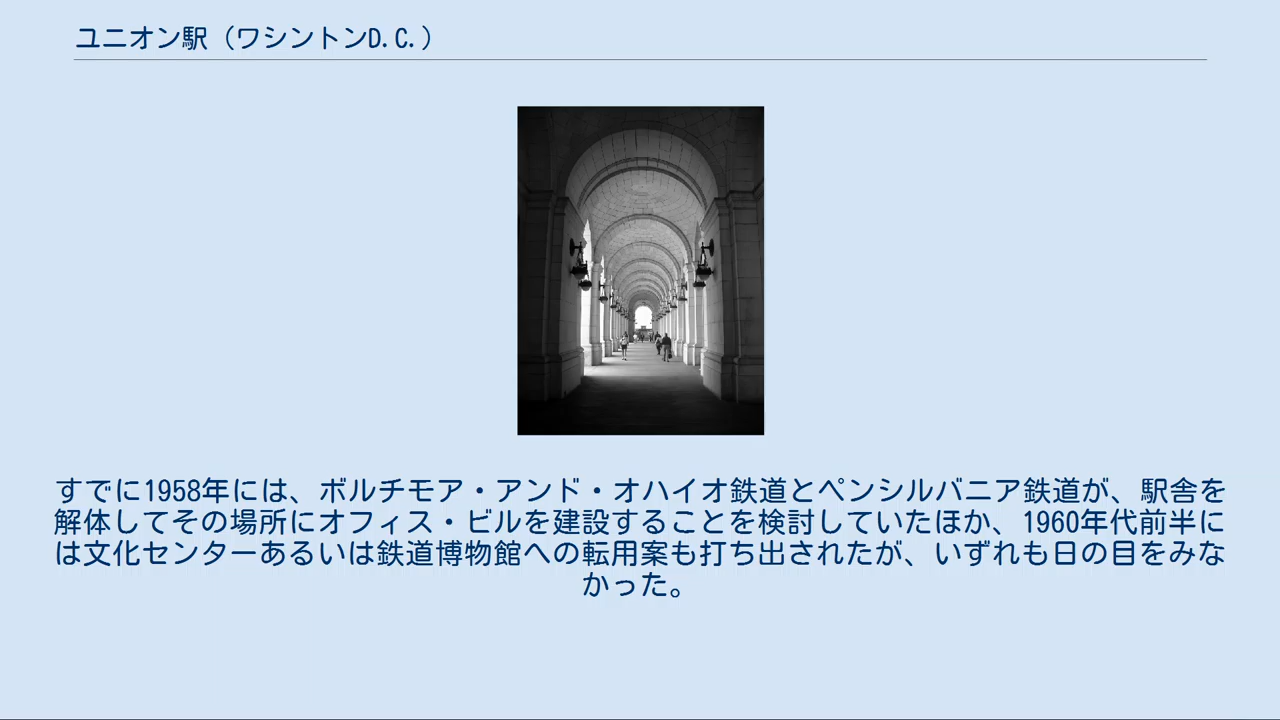 ユニオン駅（ワシントンD.C.）
すでに1958年には、ボルチモア・アンド・オハイオ鉄道とペンシルバニア鉄道が、駅舎を
解体してその場所にオフィス・ビルを建設することを検討していたほか、1960年代前半に
は文化センターあるいは鉄道博物館への転用案も打ち出されたが、いずれも日の目をみな
かった。